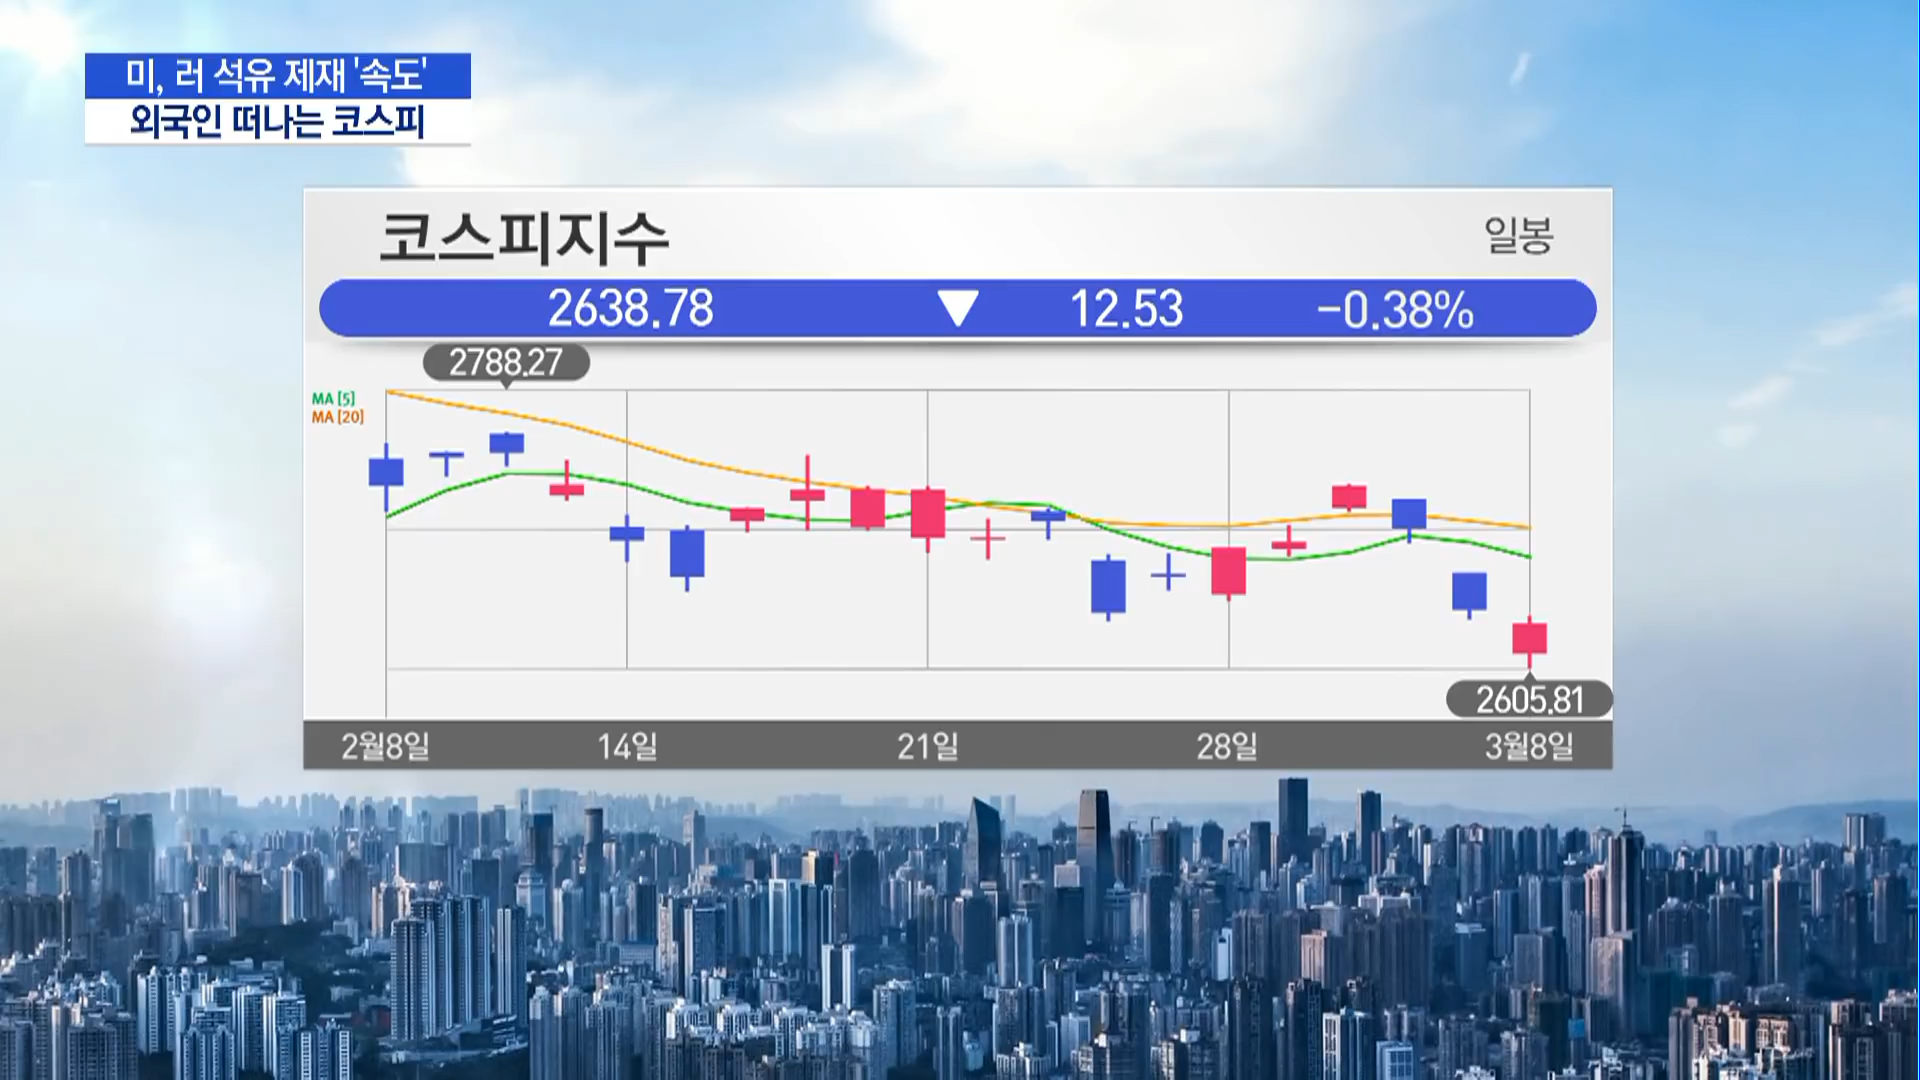 미, 러 석유 제재 '속도'
외국인 떠나는 코스피
코스피지수
일봉
2638.78 ▼ 12.53 -0.38%
2788.27
MA [5]
MA [20]
2605.81
2월8일 14일 21일 28일 3월8일